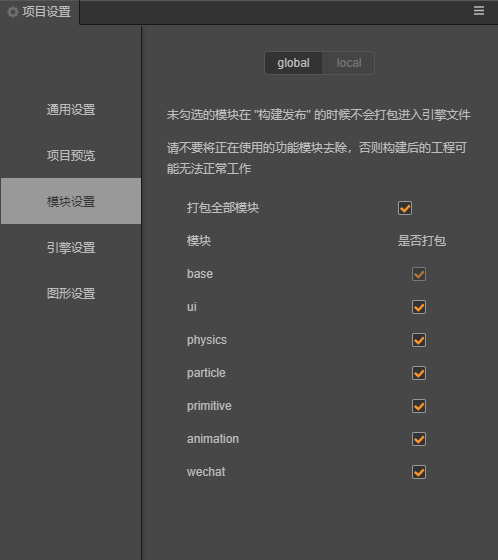 项目设置
global local
通用设置
项目预览
模块设置
引擎设置
图形设置
未勾选的模块在 "构建发布" 的时候不会打包进入引擎文件
请不要将正在使用的功能模块去除，否则构建后的工程可
能无法正常工作
打包全部模块
模块 是否打包
base
ui
physics
particle
primitive
animation
wechat